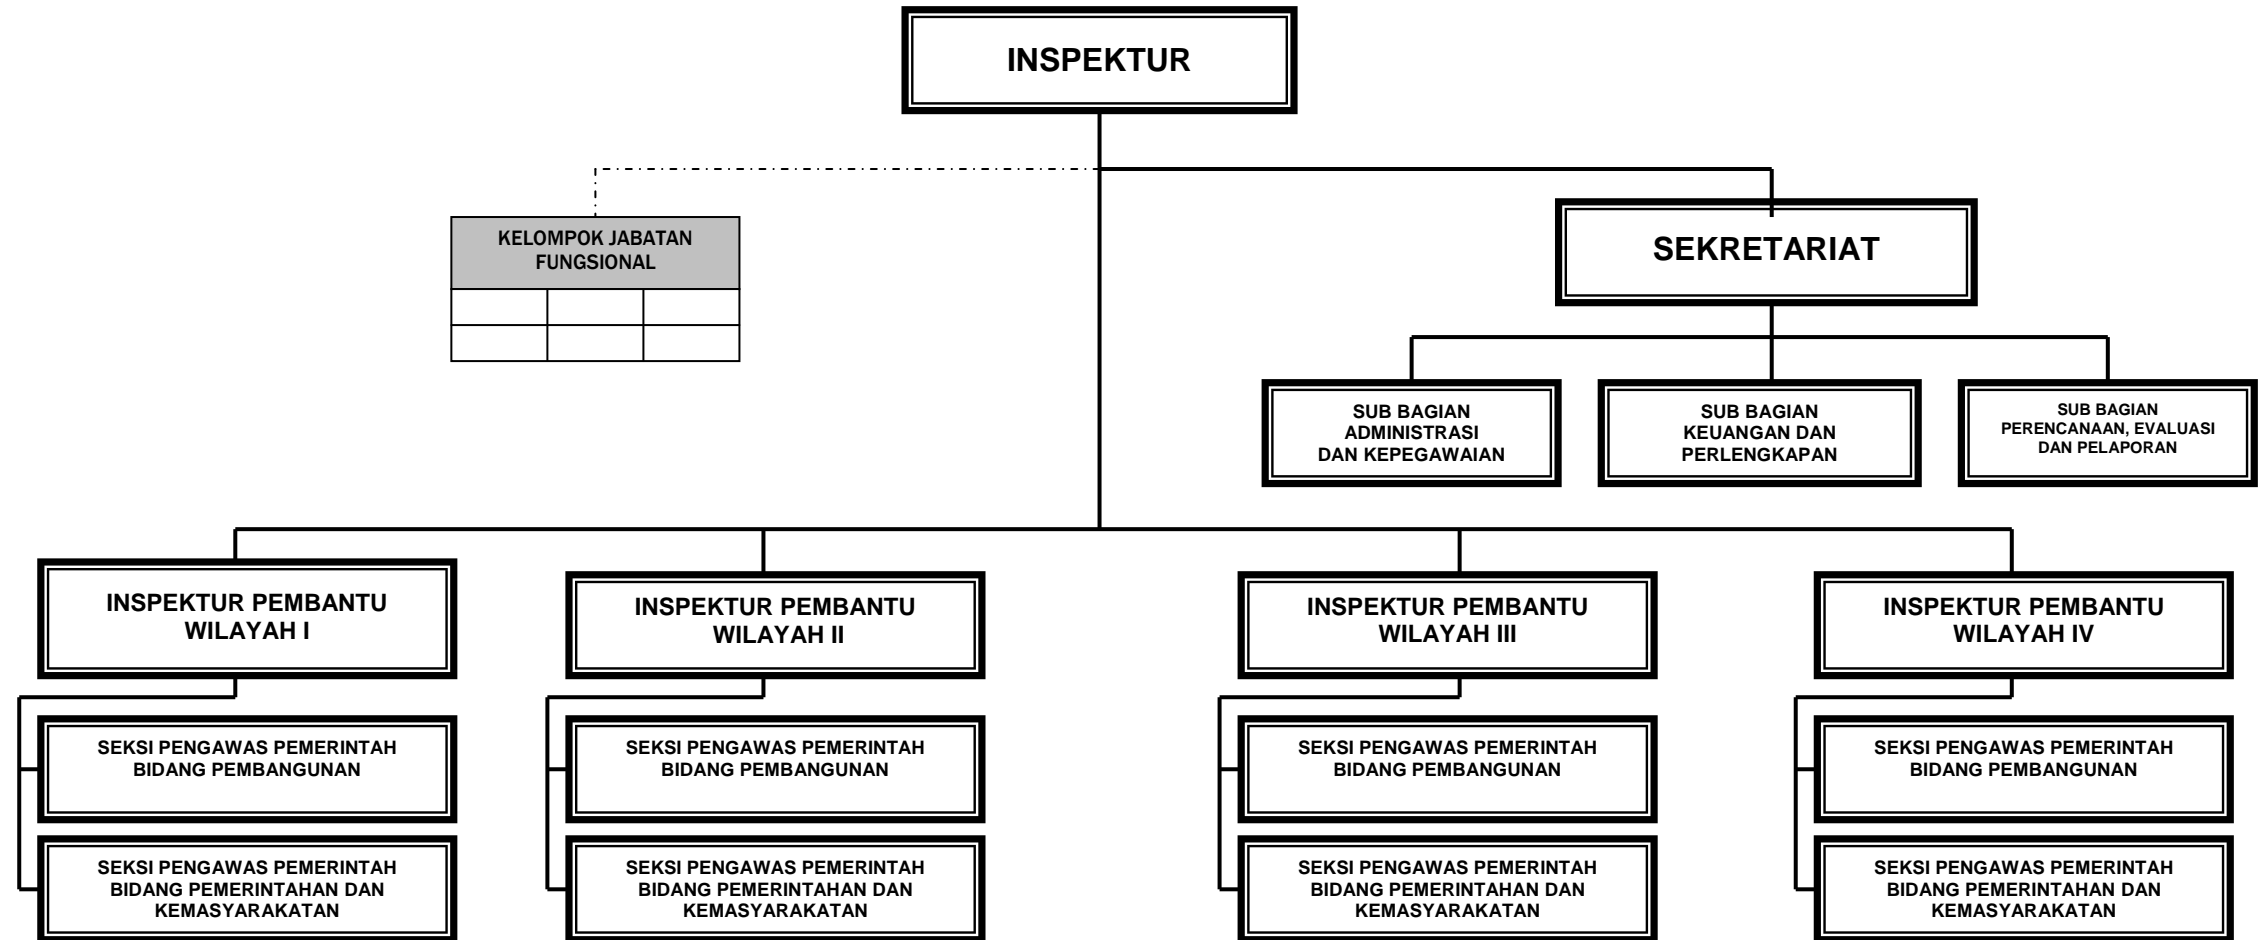 INSPEKTUR
KELOMPOK JABATAN
FUNGSIONAL
SEKRETARIAT
SUB BAGIAN
ADMINISTRASI
DAN KEPEGAWAIAN
SUB BAGIAN
KEUANGAN DAN
PERLENGKAPAN
SUB BAGIAN
PERENCANAAN, EVALUASI
DAN PELAPORAN
INSPEKTUR PEMBANTU
WILAYAH I
INSPEKTUR PEMBANTU
WILAYAH II
INSPEKTUR PEMBANTU
WILAYAH III
INSPEKTUR PEMBANTU
WILAYAH IV
SEKSI PENGAWAS PEMERINTAH
BIDANG PEMBANGUNAN
SEKSI PENGAWAS PEMERINTAH
BIDANG PEMBANGUNAN
SEKSI PENGAWAS PEMERINTAH
BIDANG PEMBANGUNAN
SEKSI PENGAWAS PEMERINTAH
BIDANG PEMBANGUNAN
SEKSI PENGAWAS PEMERINTAH
BIDANG PEMERINTAHAN DAN
KEMASYARAKATAN
SEKSI PENGAWAS PEMERINTAH
BIDANG PEMERINTAHAN DAN
KEMASYARAKATAN
SEKSI PENGAWAS PEMERINTAH
BIDANG PEMERINTAHAN DAN
KEMASYARAKATAN
SEKSI PENGAWAS PEMERINTAH
BIDANG PEMERINTAHAN DAN
KEMASYARAKATAN